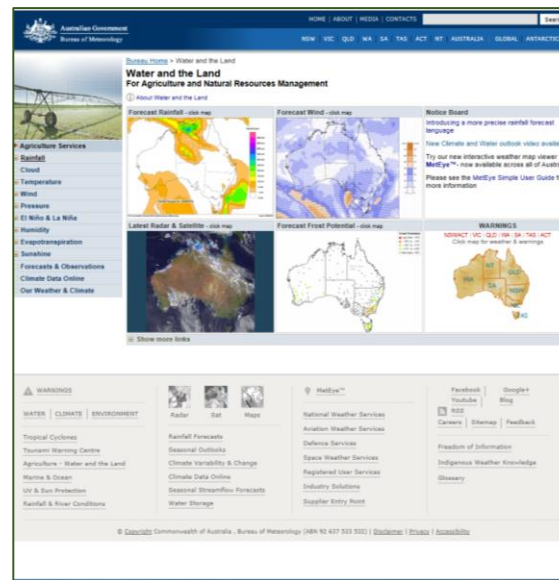 HOME | ABOUT | MEDIA | CONTACTS
Sear
Australian Government
Bureau of Meteorology
NSW VIC QLD WA SA TAS ACT NT AUSTRALIA GLOBAL ANTARCTIC
Bureau Home > Water and the Land
Water and the Land
For Agriculture and Natural Resources Management
About Water and the Land
Agriculture Services
Rainfall
Cloud
Temperature
Wind
Pressure
El Niño & La Niña
Humidity
Evapotranspiration
Sunshine
Forecasts & Observations
Climate Data Online
Our Weather & Climate
Forecast Rainfall - click map
Forecast Wind - click map
Notice Board
Introducing a more precise rainfall forecast
language
New Climate and Water outlook video availa
Try our new interactive weather map viewer
MetEye™- now available across all of Austra
Please see the MetEye Simple User Guide f
more information
Latest Radar & Satellite - click map
Forecast Frost Potential - click map
WARNINGS
NSW/ACT | VIC | QLD | WA | SA | TAS | ACT
Click map for weather & warnings
WA
NT
QLD
SA
NSW
TAS
Show more links
WARNINGS
WATER | CLIMATE | ENVIRONMENT
Tropical Cyclones
Tsunami Warning Centre
Agriculture - Water and the Land
Marine & Ocean
UV & Sun Protection
Rainfall & River Conditions
Radar Sat Maps
Rainfall Forecasts
Seasonal Outlooks
Climate Variability & Change
Climate Data Online
Seasonal Streamflow Forecasts
Water Storage
MetEye™
National Weather Services
Aviation Weather Services
Defence Services
Space Weather Services
Registered User Services
Industry Solutions
Supplier Entry Point
Facebook | Google+
Youtube | Blog
RSS
Careers | Sitemap | Feedback
Freedom of Information
Indigenous Weather Knowledge
Glossary
© Copyright Commonwealth of Australia , Bureau of Meteorology (ABN 92 637 533 532) | Disclaimer | Privacy | Accessibility